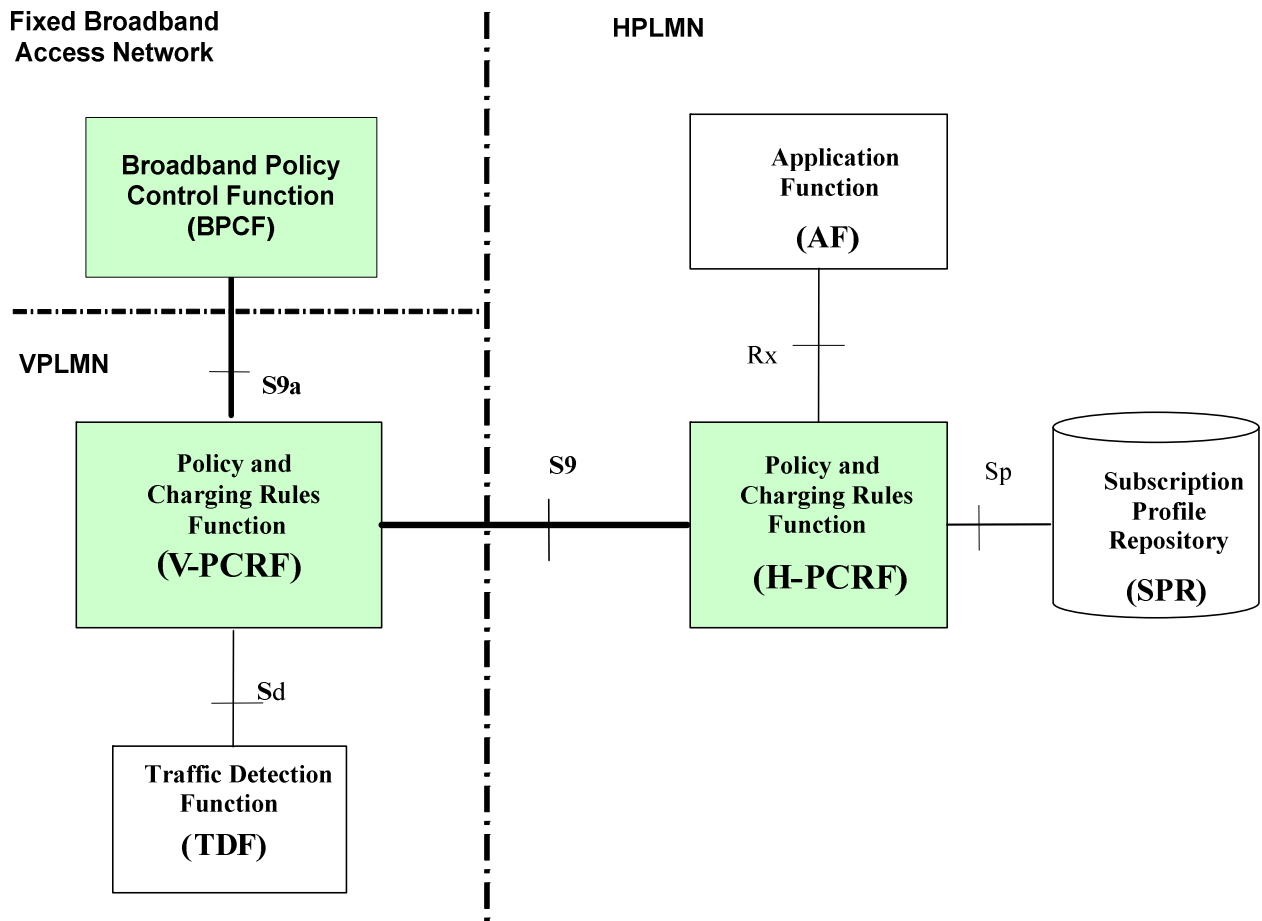 Fixed Broadband
Access Network
HPLMN
Broadband Policy
Control Function
(BPCF)
Application
Function
(AF)
VPLMN
S9a
Rx
Policy and
Charging Rules
Function
(V-PCRF)
S9
Policy and
Charging Rules
Function
(H-PCRF)
Sp
Subscription
Profile
Repository
(SPR)
Sd
Traffic Detection
Function
(TDF)